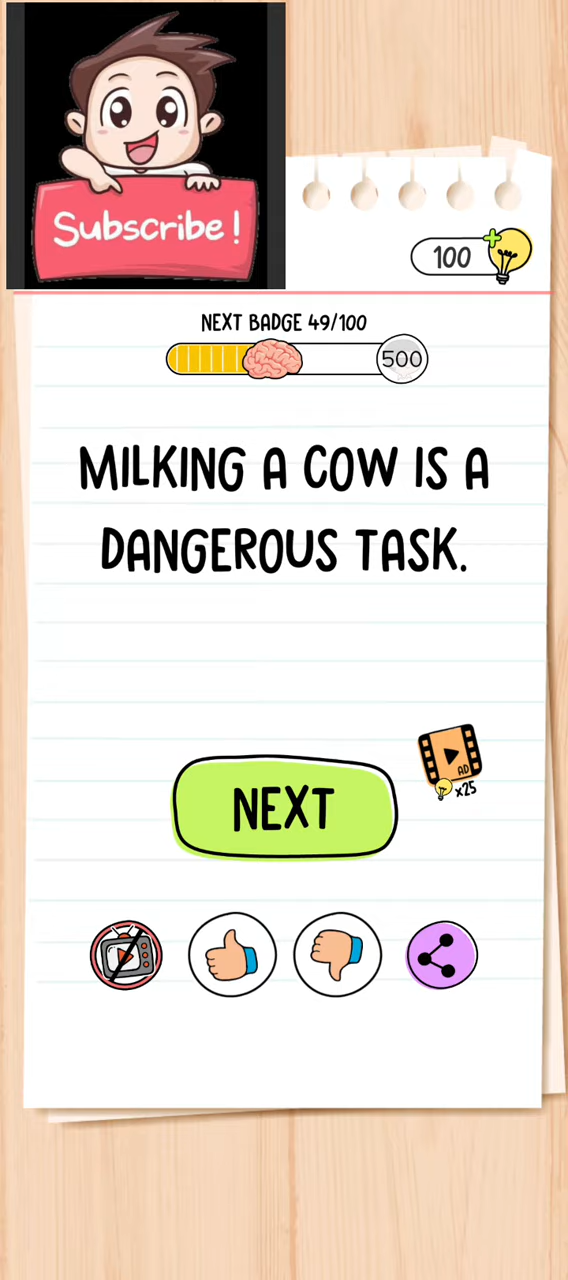 Subscribe!
100
NEXT BADGE 49/100
500
MILKING A COW IS A
DANGEROUS TASK.
AD
x25
NEXT